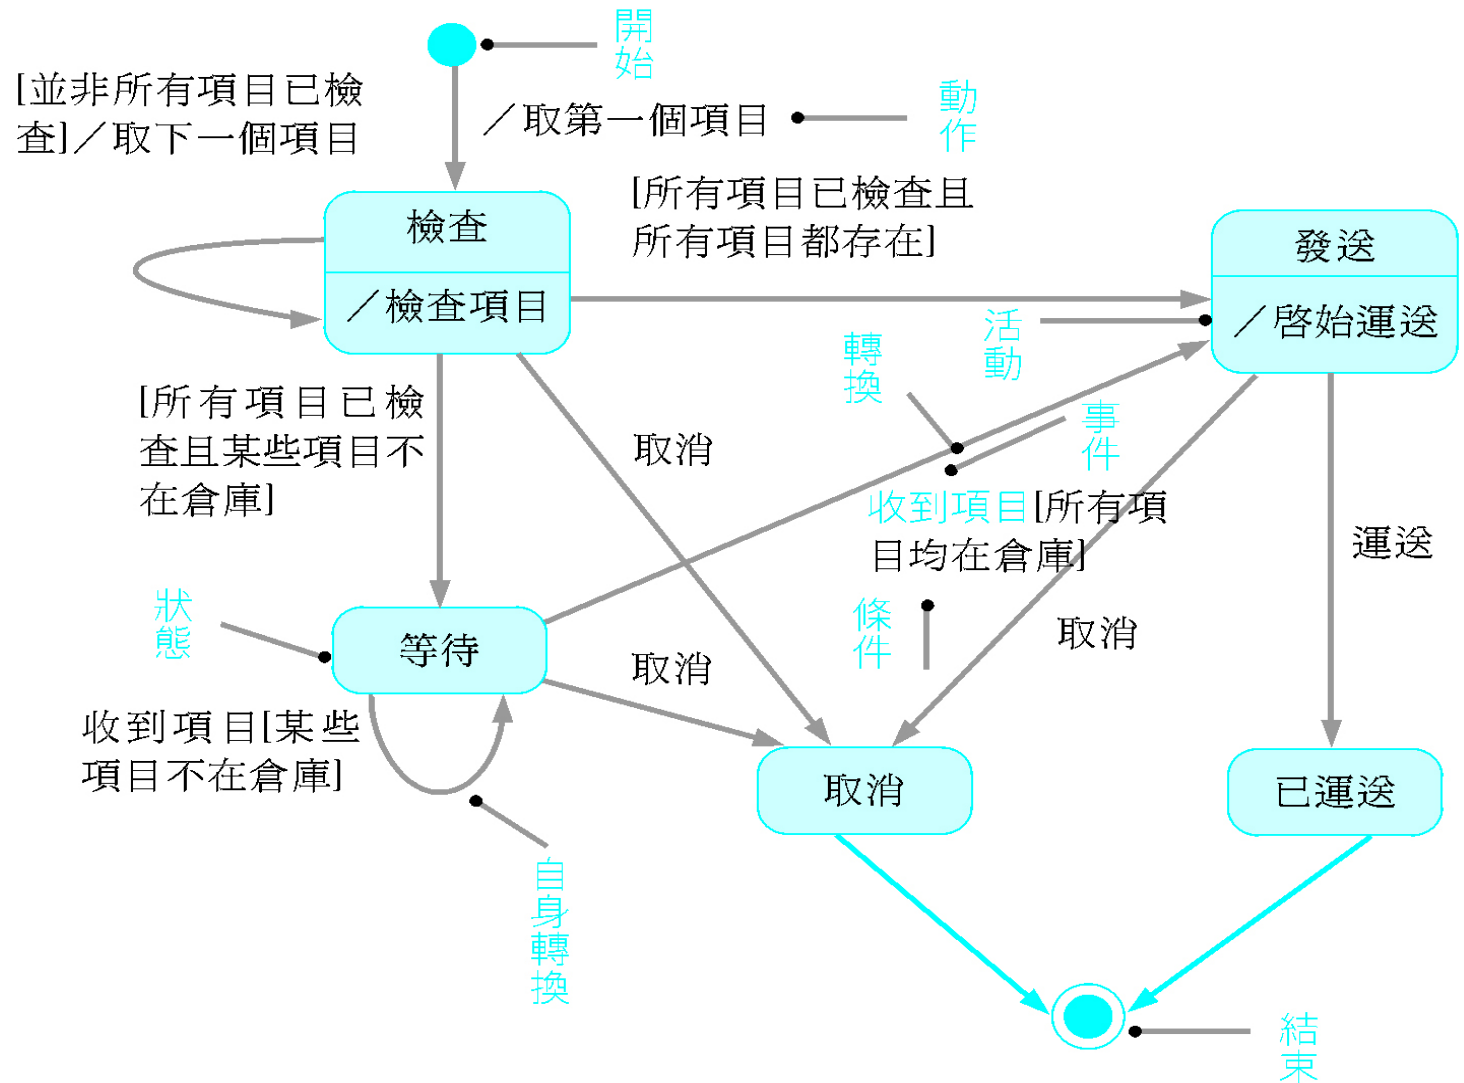 開始
[並非所有項目已檢
查]／取下一個項目
／取第一個項目
動作
[所有項目已檢查且
所有項目都存在]
檢查
／檢查項目
發送
／啓始運送
活動
轉換
[所有項目已檢
查且某些項目不
在倉庫]
取消
事件
收到項目[所有項
目均在倉庫]
運送
狀態
等待
取消
條件
取消
收到項目[某些
項目不在倉庫]
取消
已運送
自身轉換
結束